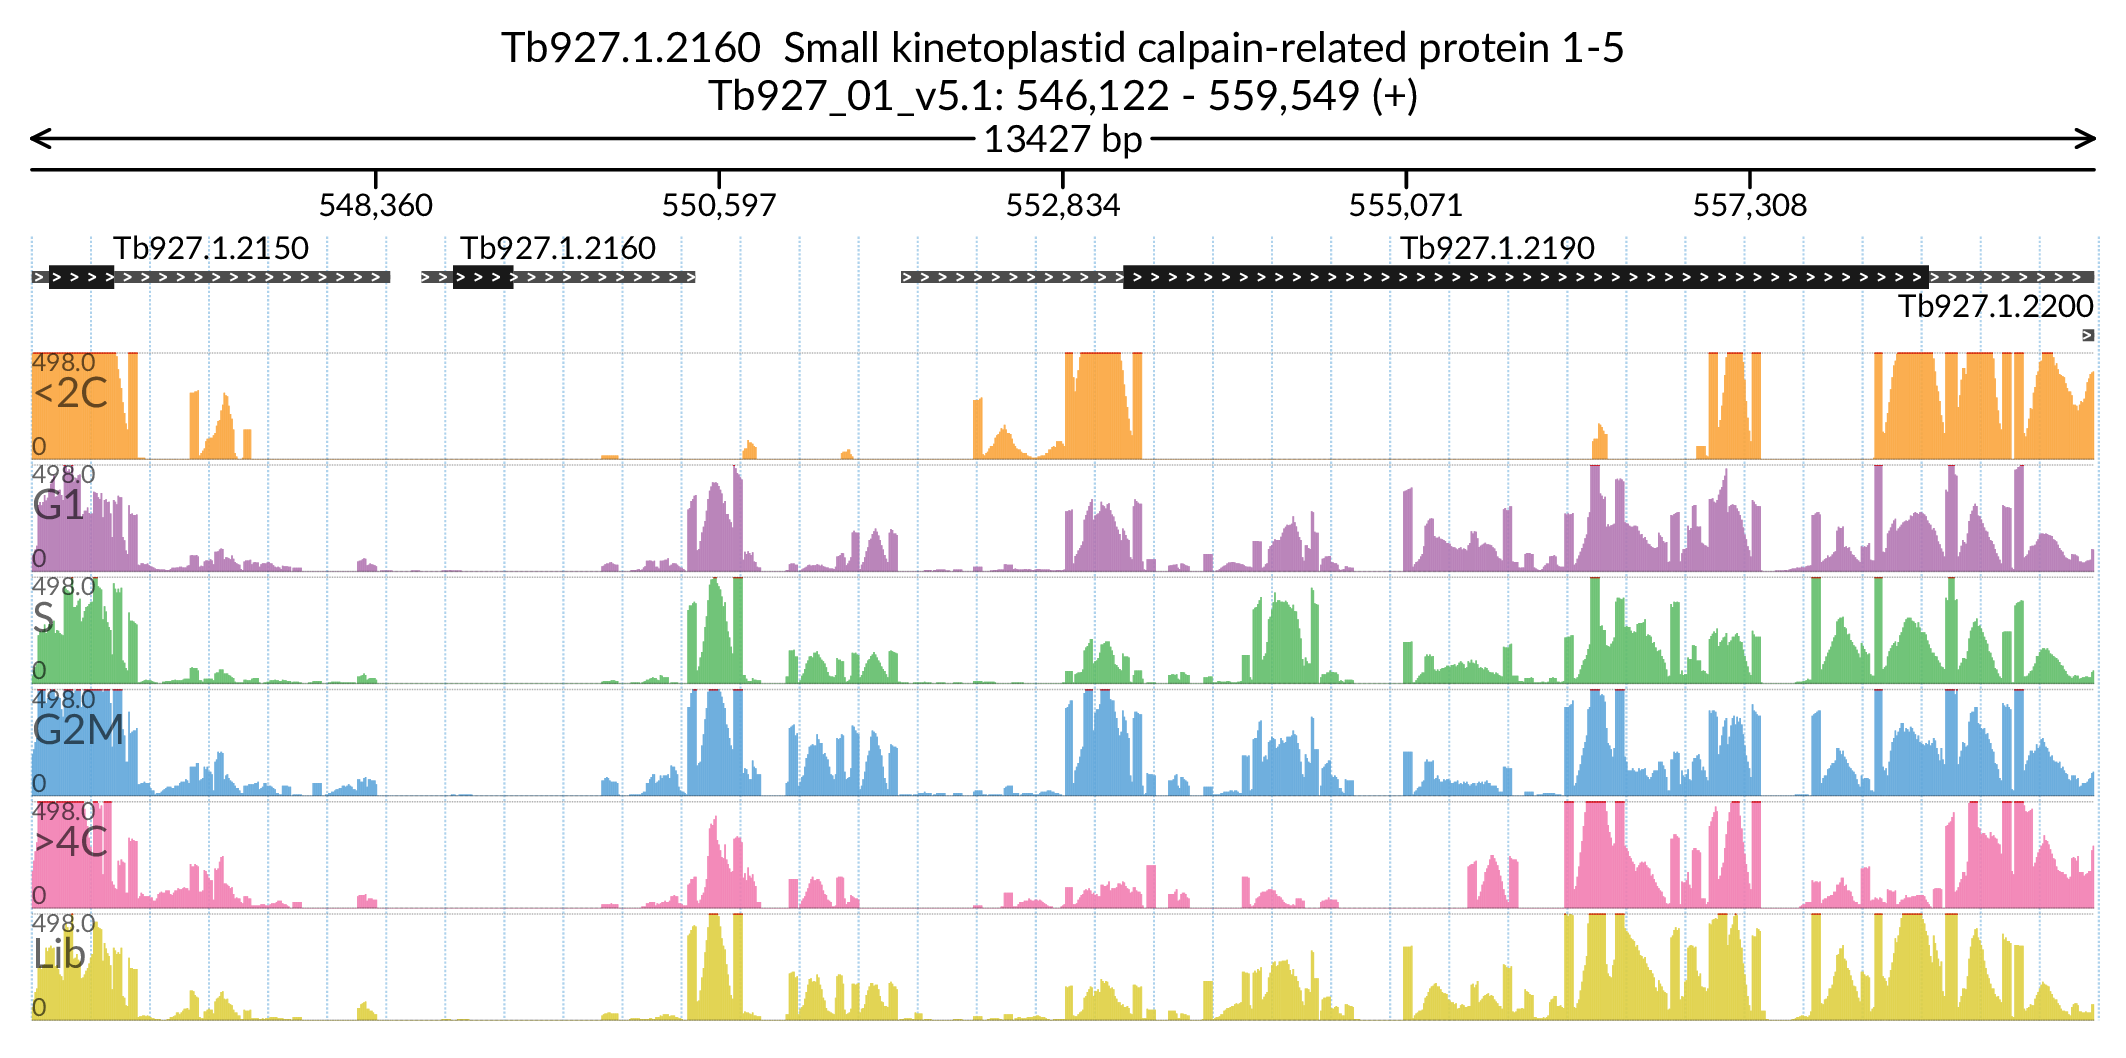 Tb927.1.2160  Small kinetoplastid calpain-related protein 1-5
Tb927_01_v5.1: 546,122 - 559,549 (+)
13427 bp
548,360 550,597 552,834 555,071 557,308
Tb927.1.2150 Tb927.1.2160 Tb927.1.2190
Tb927.1.2200
498.0
<2C
0
498.0
G1
0
498.0
S
0
498.0
G2M
0
498.0
>4C
0
498.0
Lib
0